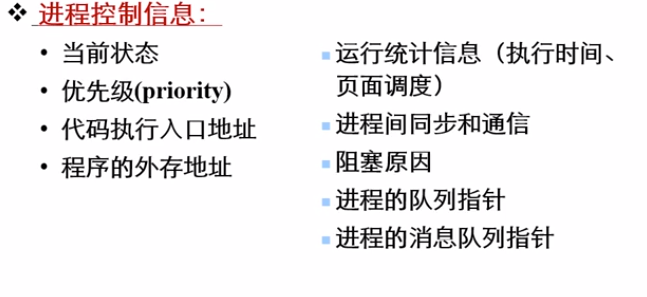 ❖ 进程控制信息：
• 当前状态
• 优先级(priority)
• 代码执行入口地址
• 程序的外存地址
▪ 运行统计信息（执行时间、
页面调度）
▪ 进程间同步和通信
▪ 阻塞原因
▪ 进程的队列指针
▪ 进程的消息队列指针